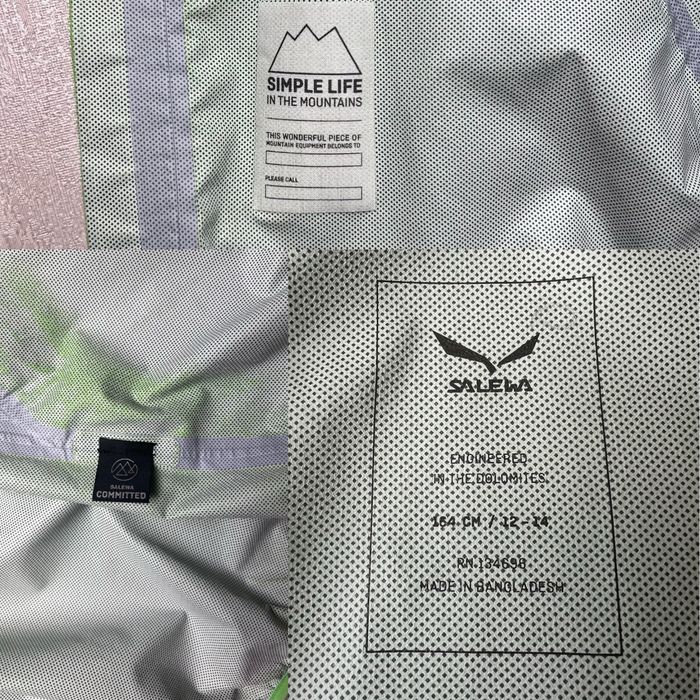 SIMPLE LIFE
IN THE MOUNTAINS
THIS WONDERFUL PIECE OF
MOUNTAIN EQUIPMENT BELONGS TO
PLEASE CALL
SALEWA
COMMITTED
SALEWA
ENGINEERED
IN THE DOLOMITES
164 CM / 12 - 14
RN 134698
MADE IN BANGLADESH